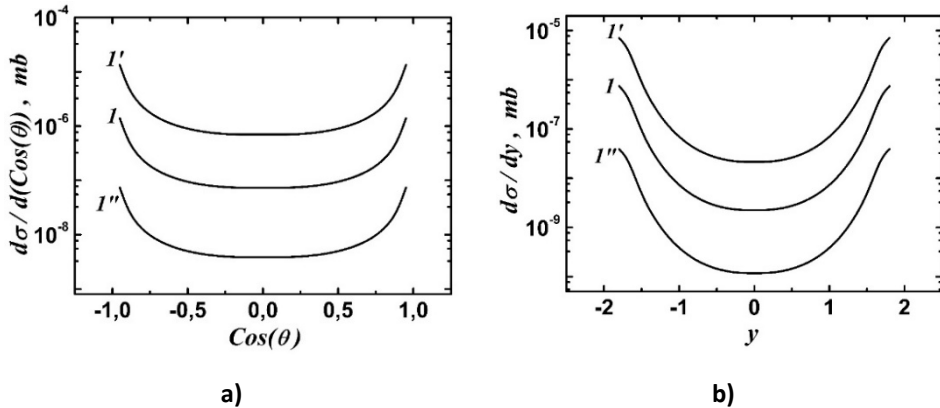 10⁻⁴
10⁻⁶
10⁻⁸
dσ / d(Cos(θ)) , mb
1′
1
1″
-1,0 -0,5 0,0 0,5 1,0
Cos(θ)
a)
10⁻⁵
10⁻⁷
10⁻⁹
dσ / dy , mb
1′
1
1″
-2 -1 0 1 2
y
b)